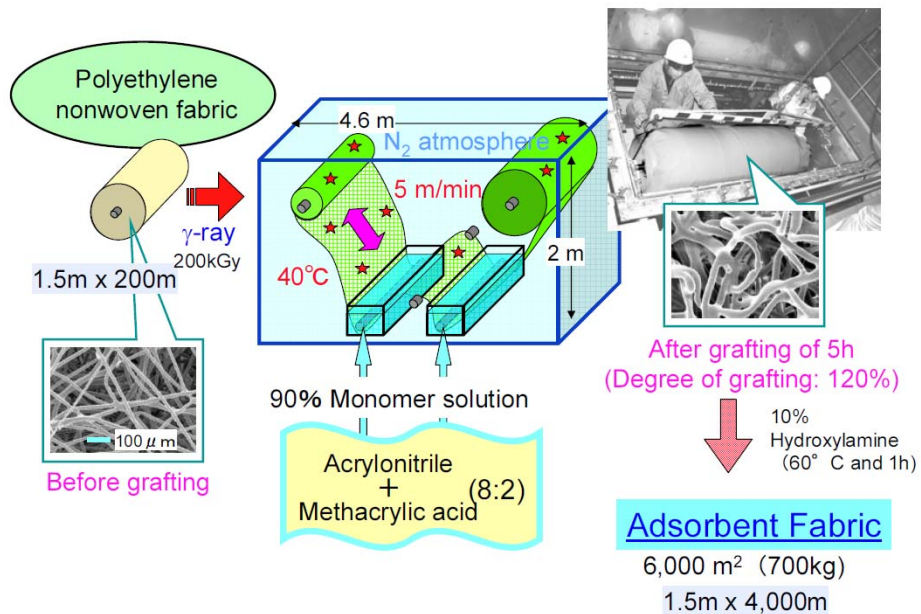 Polyethylene
nonwoven fabric
γ-ray
200kGy
1.5m x 200m
100μm
Before grafting
4.6 m
N₂ atmosphere
5 m/min
40°C
2 m
90% Monomer solution
Acrylonitrile
+
Methacrylic acid
(8:2)
After grafting of 5h
(Degree of grafting: 120%)
10%
Hydroxylamine
(60° C and 1h)
Adsorbent Fabric
6,000 m² (700kg)
1.5m x 4,000m